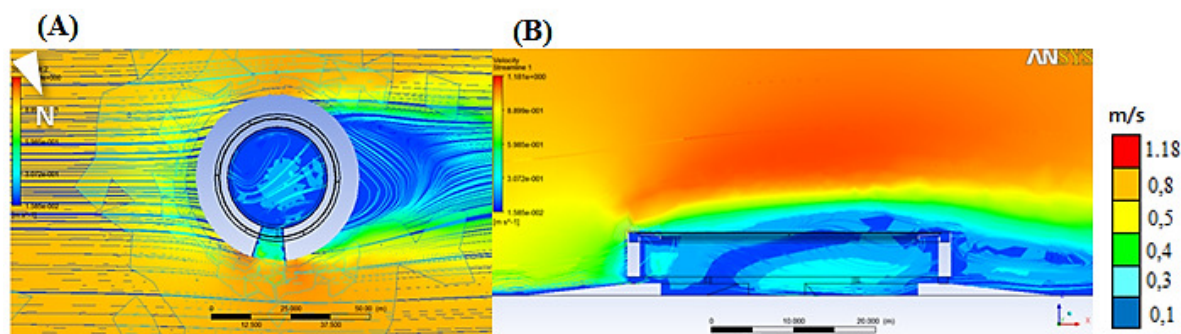 (A)
(B)
N
[m s^-1]
0
25.000
50.00 (m)
12.500
37.500
Velocity
Streamline 1
1.181e+000
8.899e-001
5.985e-001
3.072e-001
1.585e-002
[m s^-1]
ANSYS
0
10.000
20.000 (m)
X
m/s
1.18
0,8
0,5
0,4
0,3
0,1